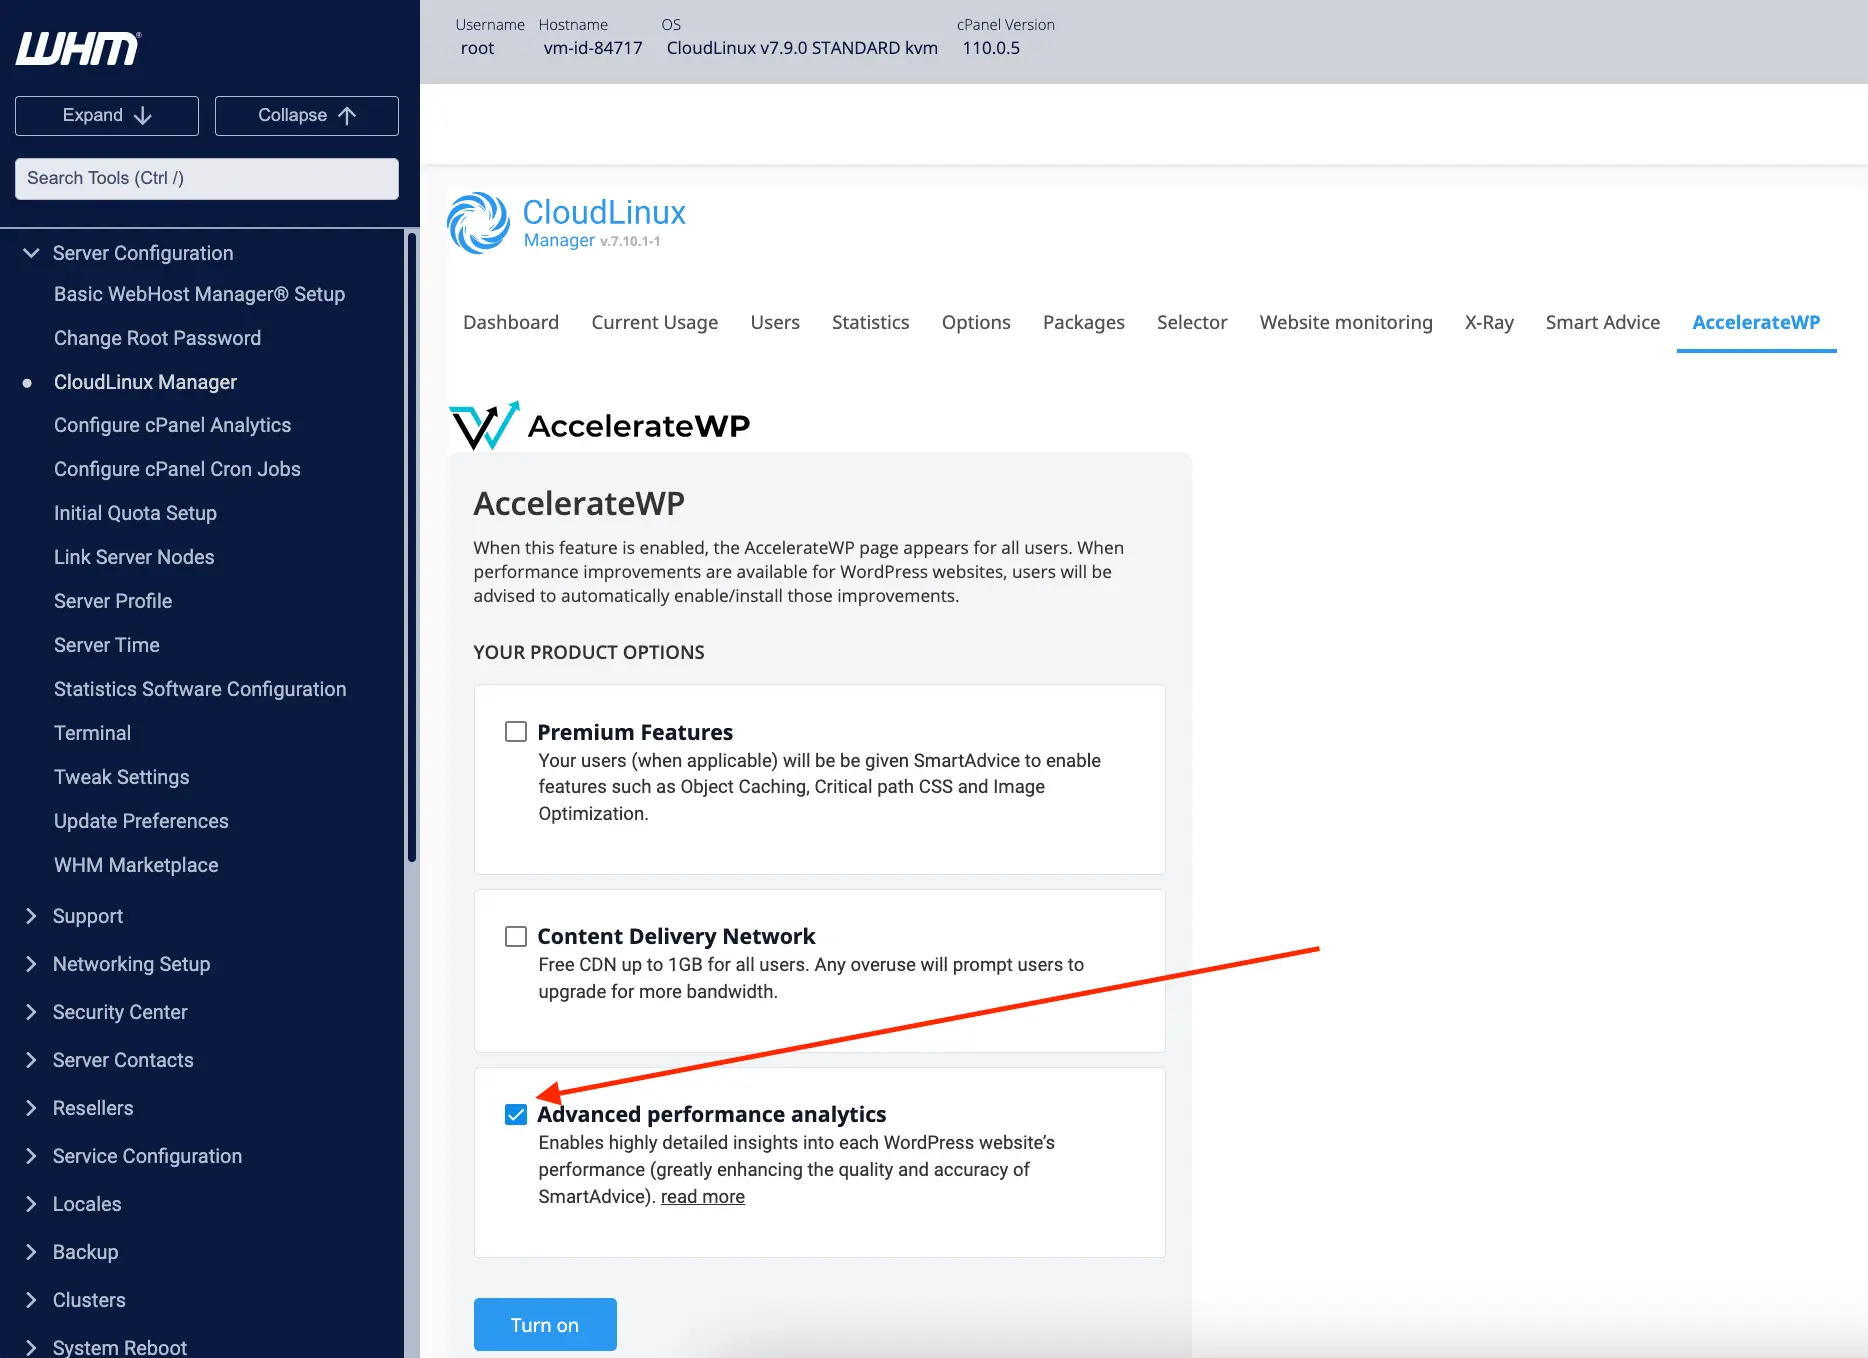 WHM®
Expand
Collapse
Search Tools (Ctrl /)
Server Configuration
Basic WebHost Manager® Setup
Change Root Password
CloudLinux Manager
Configure cPanel Analytics
Configure cPanel Cron Jobs
Initial Quota Setup
Link Server Nodes
Server Profile
Server Time
Statistics Software Configuration
Terminal
Tweak Settings
Update Preferences
WHM Marketplace
Support
Networking Setup
Security Center
Server Contacts
Resellers
Service Configuration
Locales
Backup
Clusters
System Reboot
Username Hostname OS cPanel Version
root vm-id-84717 CloudLinux v7.9.0 STANDARD kvm 110.0.5
CloudLinux
Manager v.7.10.1-1
Dashboard Current Usage Users Statistics Options Packages Selector Website monitoring X-Ray Smart Advice AccelerateWP
AccelerateWP
AccelerateWP
When this feature is enabled, the AccelerateWP page appears for all users. When
performance improvements are available for WordPress websites, users will be
advised to automatically enable/install those improvements.
YOUR PRODUCT OPTIONS
Premium Features
Your users (when applicable) will be be given SmartAdvice to enable
features such as Object Caching, Critical path CSS and Image
Optimization.
Content Delivery Network
Free CDN up to 1GB for all users. Any overuse will prompt users to
upgrade for more bandwidth.
Advanced performance analytics
Enables highly detailed insights into each WordPress website’s
performance (greatly enhancing the quality and accuracy of
SmartAdvice). read more
Turn on